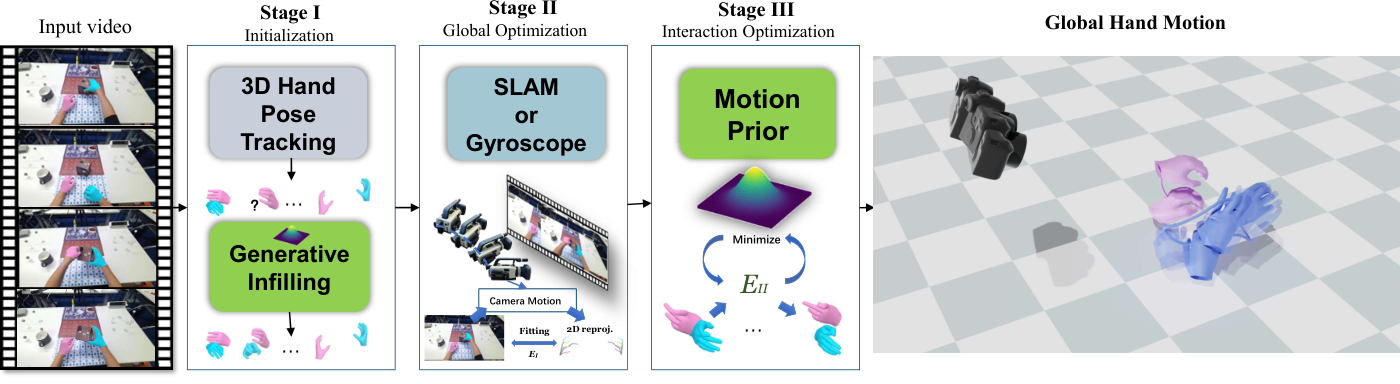 Input video
Stage I
Initialization
3D Hand
Pose
Tracking
?
...
Generative
Infilling
...
Stage II
Global Optimization
SLAM
or
Gyroscope
Camera Motion
Fitting
E_I
2D reproj.
Stage III
Interaction Optimization
Motion
Prior
Minimize
E_II
...
Global Hand Motion